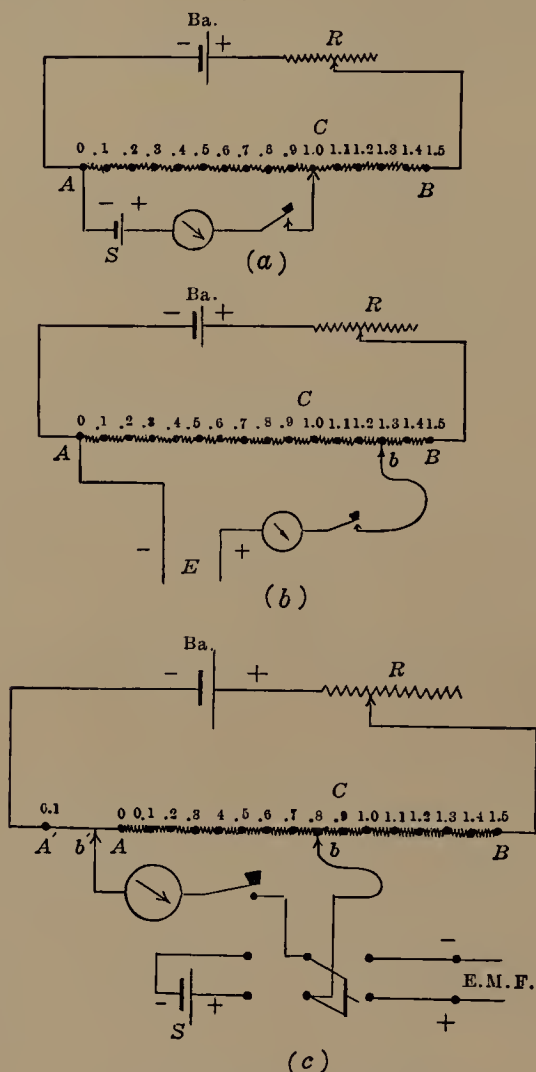 Ba.
- + R
C
0 .1 .2 .3 .4 .5 .6 .7 .8 .9 1.0 1.1 1.2 1.3 1.4 1.5
A B
- +
S
(a)
Ba.
- + R
C
0 .1 .2 .3 .4 .5 .6 .7 .8 .9 1.0 1.1 1.2 1.3 1.4 1.5
A b B
- E +
(b)
Ba.
- + R
C
0.1 0 0.1 .2 .3 4 .5 .6 .7 .8 .9 1.0 1.1 1.2 1.3 1.4 1.5
A' b' A b B
-
E.M.F.
- +
S +
(c)